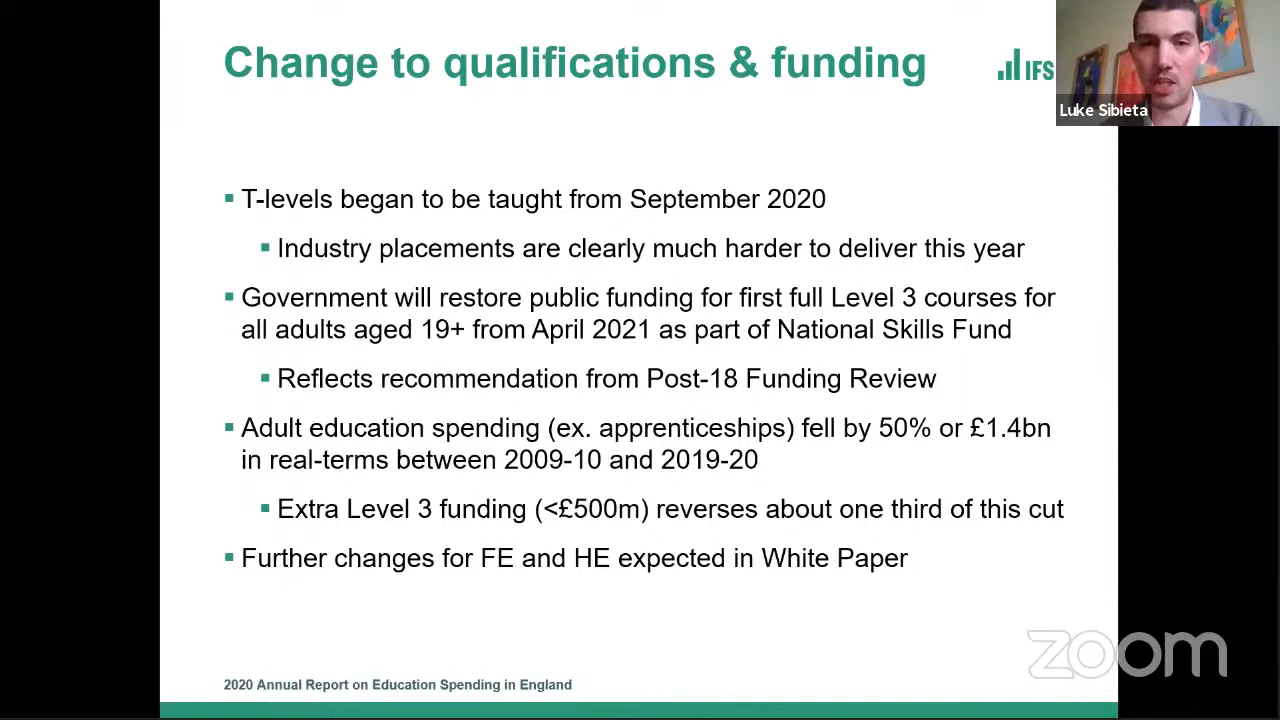 Change to qualifications & funding
IFS
Luke Sibieta
T-levels began to be taught from September 2020
Industry placements are clearly much harder to deliver this year
Government will restore public funding for first full Level 3 courses for
all adults aged 19+ from April 2021 as part of National Skills Fund
Reflects recommendation from Post-18 Funding Review
Adult education spending (ex. apprenticeships) fell by 50% or £1.4bn
in real-terms between 2009-10 and 2019-20
Extra Level 3 funding (<£500m) reverses about one third of this cut
Further changes for FE and HE expected in White Paper
zoom
2020 Annual Report on Education Spending in England